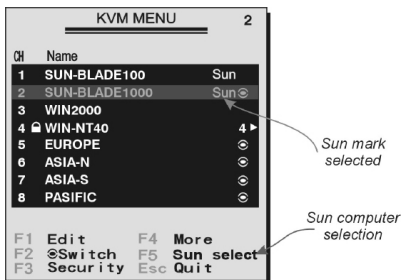 KVM MENU 2
CH Name
1 SUN-BLADE100 Sun
2 SUN-BLADE1000 Sun
3 WIN2000
4 WIN-NT40 4
5 EUROPE
6 ASIA-N
7 ASIA-S
8 PASIFIC
Sun mark
selected
Sun computer
selection
F1 Edit F4 More
F2 Switch F5 Sun select
F3 Security Esc Quit